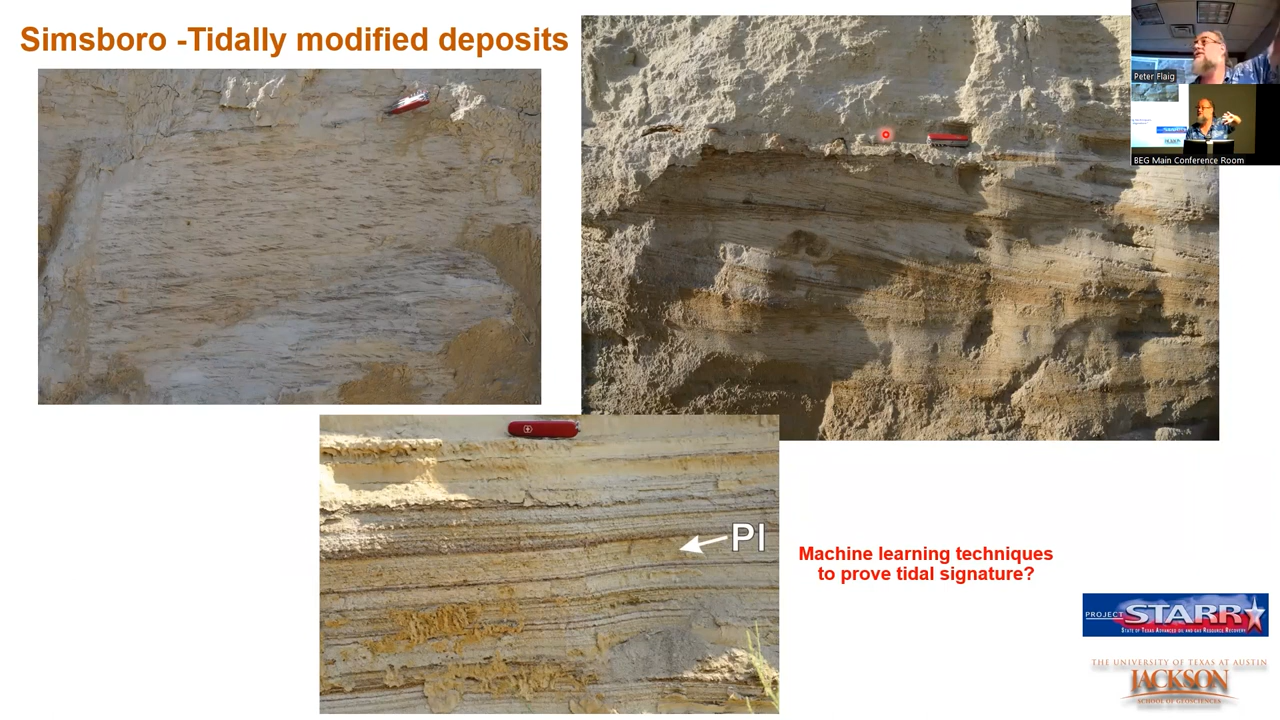 Simsboro -Tidally modified deposits
Peter Flaig
BEG Main Conference Room
PI
Machine learning techniques
to prove tidal signature?
PROJECT STARR
STATE OF TEXAS ADVANCED OIL AND GAS RESOURCE RECOVERY
THE UNIVERSITY OF TEXAS AT AUSTIN
JACKSON
SCHOOL OF GEOSCIENCES